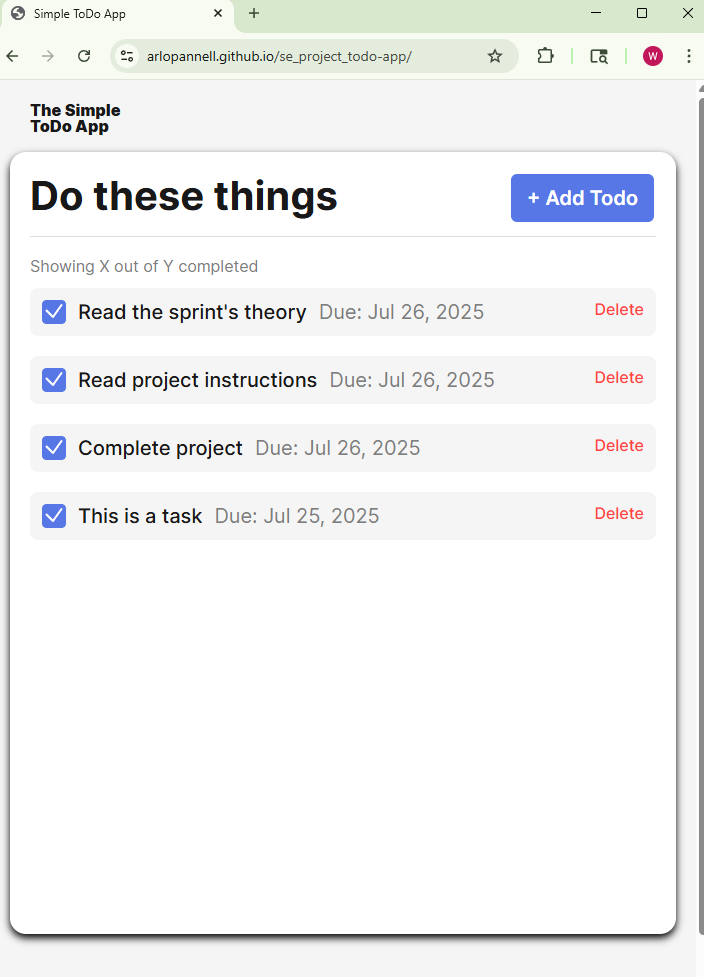 Simple ToDo App
arlopannell.github.io/se_project_todo-app/
W
The Simple
ToDo App
Do these things
+ Add Todo
Showing X out of Y completed
Read the sprint's theory Due: Jul 26, 2025 Delete
Read project instructions Due: Jul 26, 2025 Delete
Complete project Due: Jul 26, 2025 Delete
This is a task Due: Jul 25, 2025 Delete